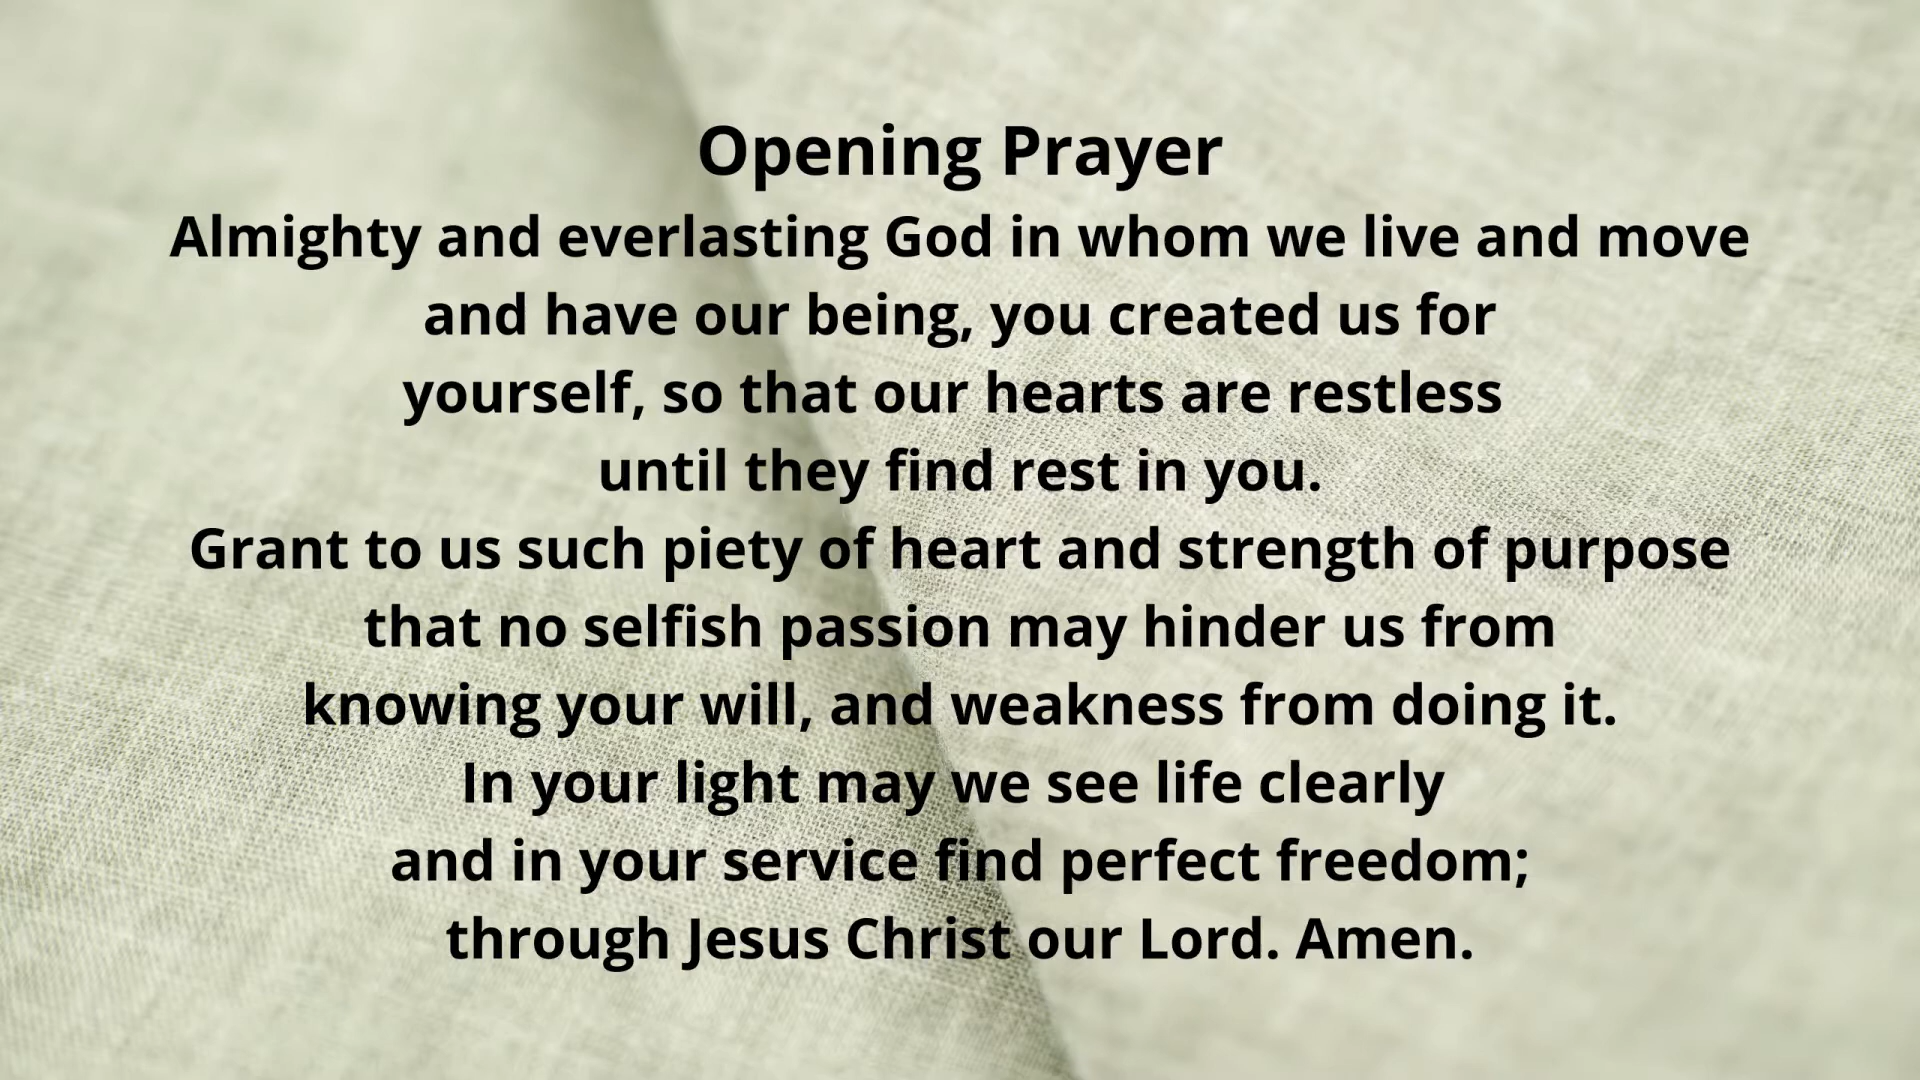 Opening Prayer
Almighty and everlasting God in whom we live and move
and have our being, you created us for
yourself, so that our hearts are restless
until they find rest in you.
Grant to us such piety of heart and strength of purpose
that no selfish passion may hinder us from
knowing your will, and weakness from doing it.
In your light may we see life clearly
and in your service find perfect freedom;
through Jesus Christ our Lord. Amen.